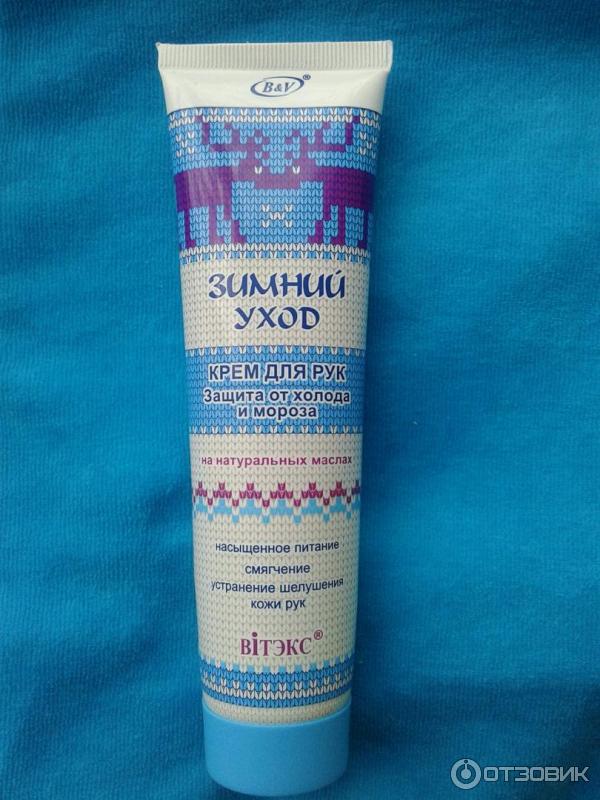 B&V®
ЗИМНИЙ
УХОД
КРЕМ ДЛЯ РУК
Защита от холода
и мороза
на натуральных маслах
насыщенное питание
смягчение
устранение шелушения
кожи рук
вiтэкс®
ОТЗОВИК